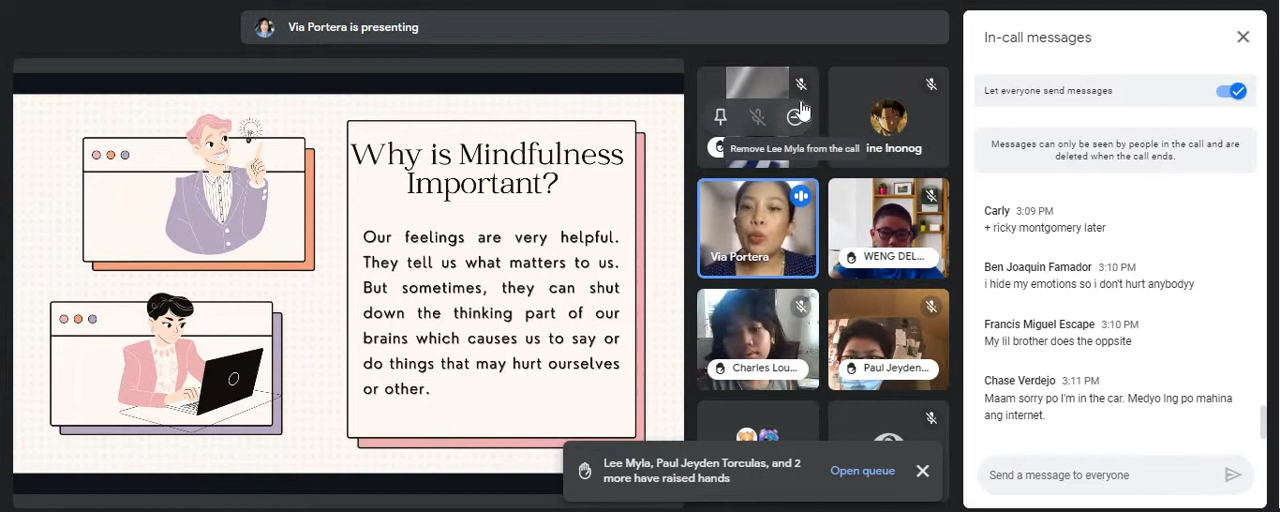 Via Portera is presenting
Why is Mindfulness
Important?
Our feelings are very helpful.
They tell us what matters to us.
But sometimes, they can shut
down the thinking part of our
brains which causes us to say or
do things that may hurt ourselves
or other.
Remove Lee Myla from the call
ine Inonog
Via Portera
WENG DEL...
Charles Lou...
Paul Jeyden...
Lee Myla, Paul Jeyden Torculas, and 2
more have raised hands
Open queue
In-call messages
Let everyone send messages
Messages can only be seen by people in the call and are
deleted when the call ends.
Carly 3:09 PM
+ ricky montgomery later
Ben Joaquin Famador 3:10 PM
i hide my emotions so i don't hurt anybodyy
Francis Miguel Escape 3:10 PM
My lil brother does the oppsite
Chase Verdejo 3:11 PM
Maam sorry po I'm in the car. Medyo lng po mahina
ang internet.
Send a message to everyone